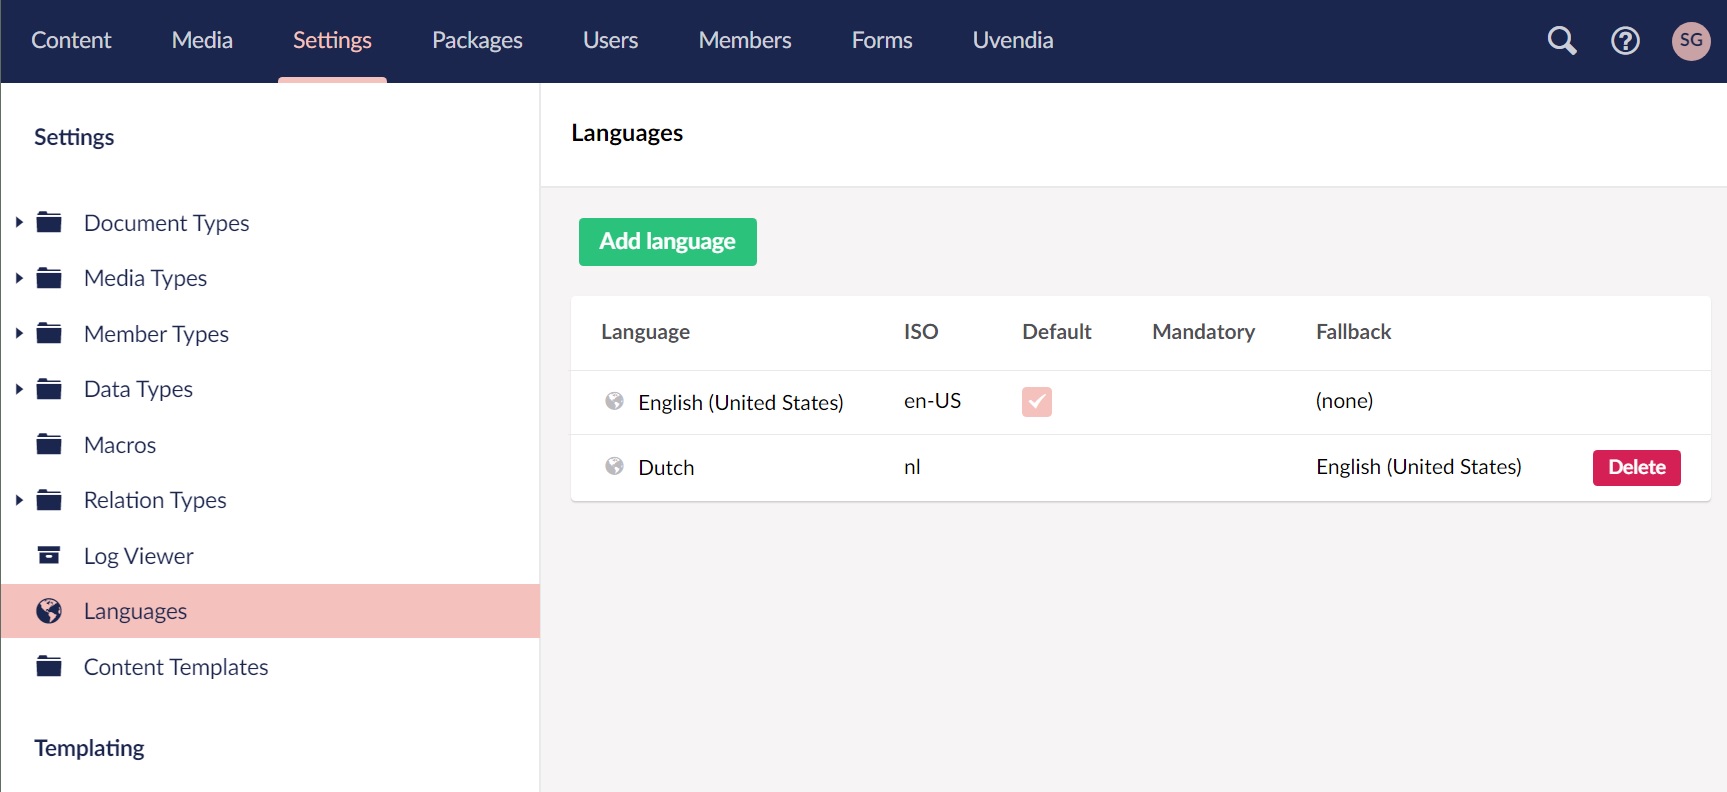 Content Media Settings Packages Users Members Forms Uvendia SG
Settings
Document Types
Media Types
Member Types
Data Types
Macros
Relation Types
Log Viewer
Languages
Content Templates
Templating
Languages
Add language
Language ISO Default Mandatory Fallback
English (United States) en-US (none)
Dutch nl English (United States) Delete